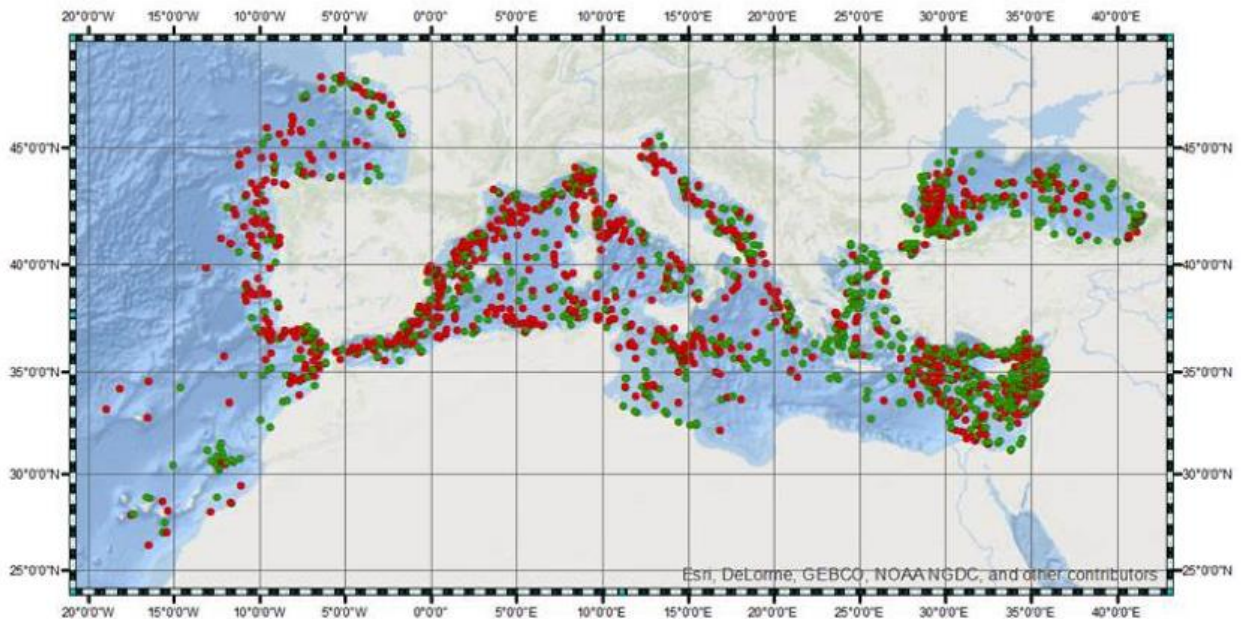 20°0'0"W 15°0'0"W 10°0'0"W 5°0'0"W 0°0'0" 5°0'0"E 10°0'0"E 15°0'0"E 20°0'0"E 25°0'0"E 30°0'0"E 35°0'0"E 40°0'0"E
45°0'0"N 45°0'0"N
40°0'0"N 40°0'0"N
35°0'0"N 35°0'0"N
30°0'0"N 30°0'0"N
25°0'0"N 25°0'0"N
Esri, DeLorme, GEBCO, NOAA NGDC, and other contributors
20°0'0"W 15°0'0"W 10°0'0"W 5°0'0"W 0°0'0" 5°0'0"E 10°0'0"E 15°0'0"E 20°0'0"E 25°0'0"E 30°0'0"E 35°0'0"E 40°0'0"E